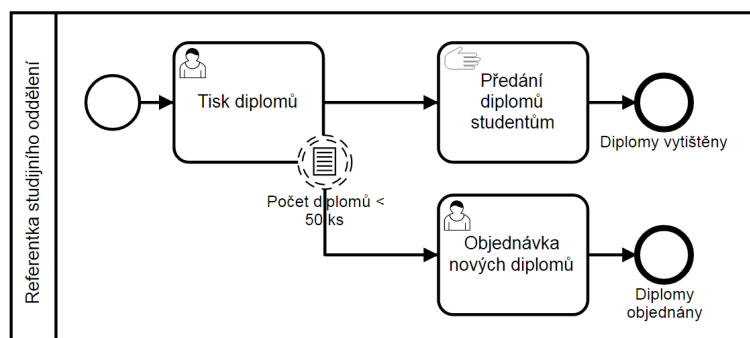 Referentka studijního oddělení
Tisk diplomů
Počet diplomů <
50 ks
Předání
diplomů
studentům
Diplomy vytištěny
Objednávka
nových diplomů
Diplomy
objednány